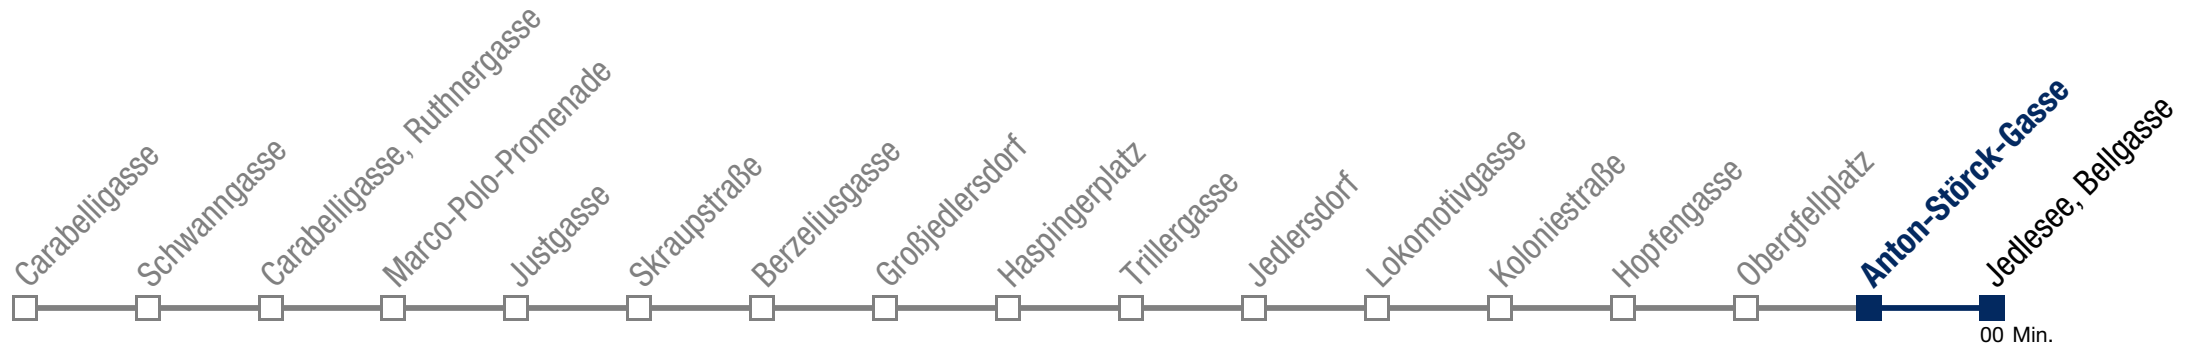 Carabelligasse
Schwanngasse
Carabelligasse, Ruthnergasse
Marco-Polo-Promenade
Justgasse
Skraupstraße
Berzeliusgasse
Großjedlersdorf
Haspingerplatz
Trillergasse
Jedlersdorf
Lokomotivgasse
Koloniestraße
Hopfengasse
Obergfellplatz
Anton-Störck-Gasse
Jedlesee, Bellgasse
00 Min.